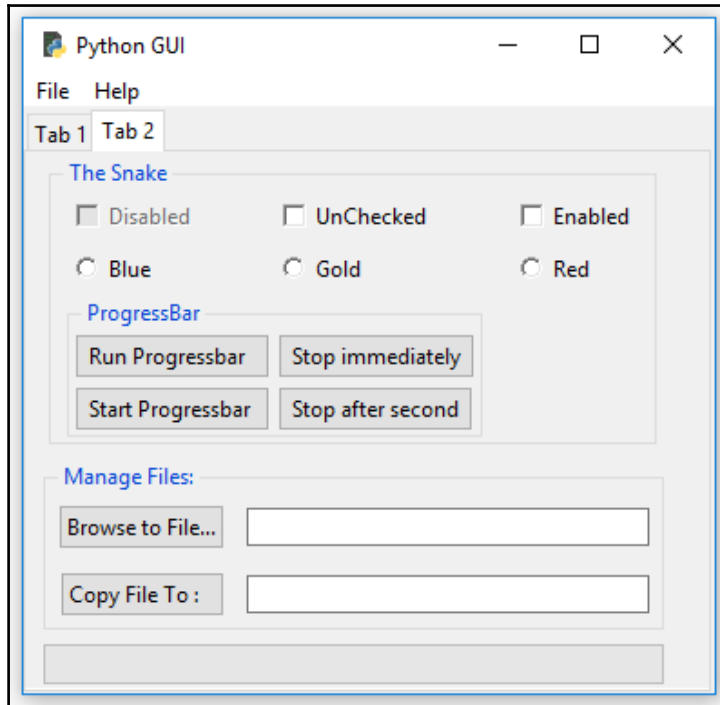 Python GUI
File Help
Tab 1 Tab 2
The Snake
Disabled UnChecked Enabled
Blue Gold Red
ProgressBar
Run Progressbar Stop immediately
Start Progressbar Stop after second
Manage Files:
Browse to File...
Copy File To :